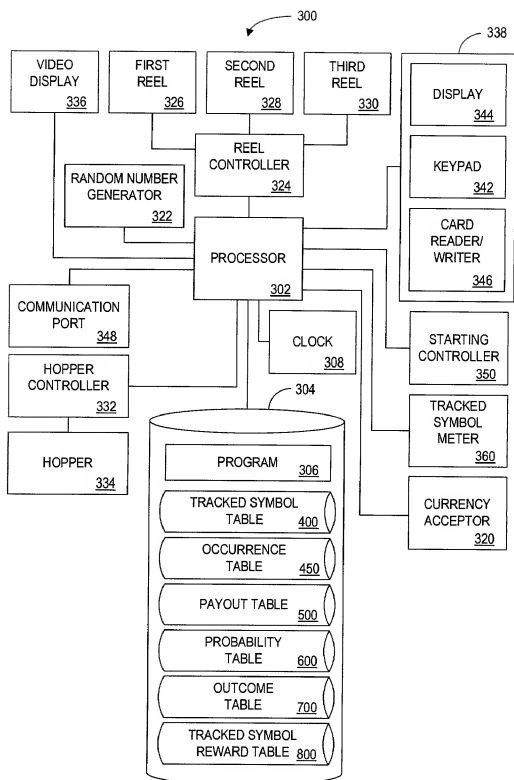 300
VIDEO
DISPLAY
336
FIRST
REEL
326
SECOND
REEL
328
THIRD
REEL
330
338
DISPLAY
344
KEYPAD
342
CARD
READER/
WRITER
346
REEL
CONTROLLER
324
RANDOM NUMBER
GENERATOR
322
PROCESSOR
302
COMMUNICATION
PORT
348
CLOCK
308
STARTING
CONTROLLER
350
HOPPER
CONTROLLER
332
HOPPER
334
TRACKED
SYMBOL
METER
360
CURRENCY
ACCEPTOR
320
304
PROGRAM
306
TRACKED SYMBOL
TABLE
400
OCCURRENCE
TABLE
450
PAYOUT TABLE
500
PROBABILITY
TABLE
600
OUTCOME
TABLE
700
TRACKED SYMBOL
REWARD TABLE
800